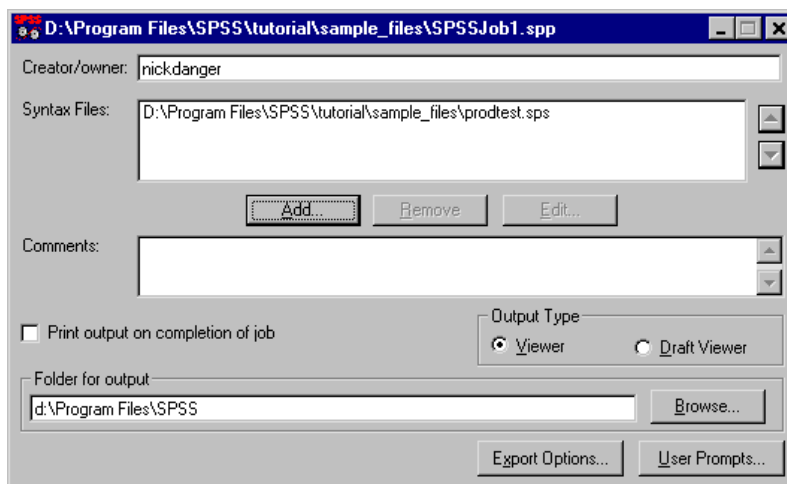 SPSS
D:\Program Files\SPSS\tutorial\sample_files\SPSSJob1.spp
Creator/owner: nickdanger
Syntax Files: D:\Program Files\SPSS\tutorial\sample_files\prodtest.sps
Add... Remove Edit...
Comments:
Output Type
Print output on completion of job
Viewer Draft Viewer
Folder for output
d:\Program Files\SPSS Browse...
Export Options... User Prompts...